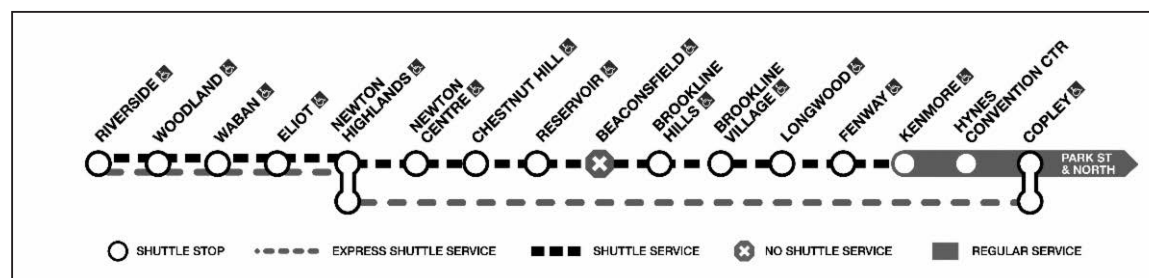 RIVERSIDE
WOODLAND
WABAN
ELIOT
NEWTON
HIGHLANDS
NEWTON
CENTRE
CHESTNUT HILL
RESERVOIR
BEACONSFIELD
BROOKLINE
HILLS
BROOKLINE
VILLAGE
LONGWOOD
FENWAY
KENMORE
HYNES
CONVENTION CTR
COPLEY
PARK ST
& NORTH
SHUTTLE STOP
EXPRESS SHUTTLE SERVICE
SHUTTLE SERVICE
NO SHUTTLE SERVICE
REGULAR SERVICE